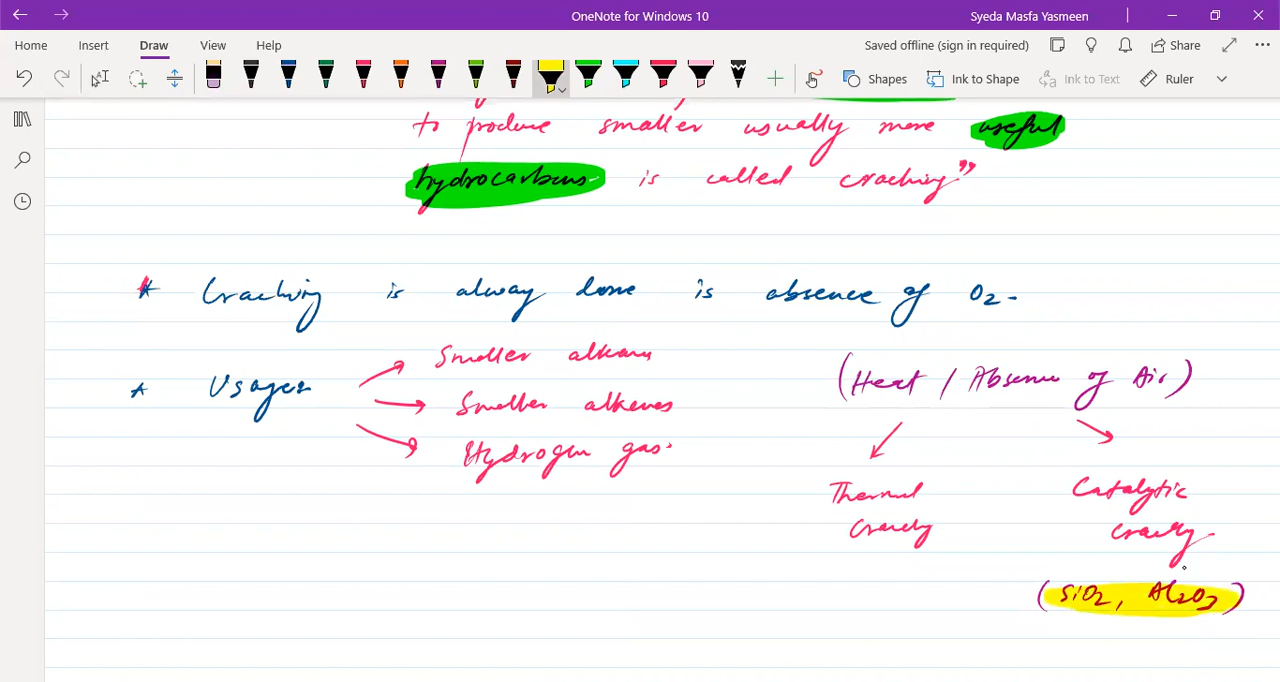 OneNote for Windows 10
Syeda Masfa Yasmeen
Home Insert Draw View Help
Saved offline (sign in required) Share
Shapes Ink to Shape Ink to Text Ruler
to produce smaller usually more useful
hydrocarbons is called cracking”
* Cracking is alway done is absence of O2-
* Usages
Smaller alkans
Smaller alkenes
Hydrogen gas.
(Heat / Absence of Air)
Thermal
Catalytic
(SiO2, Al2O3)